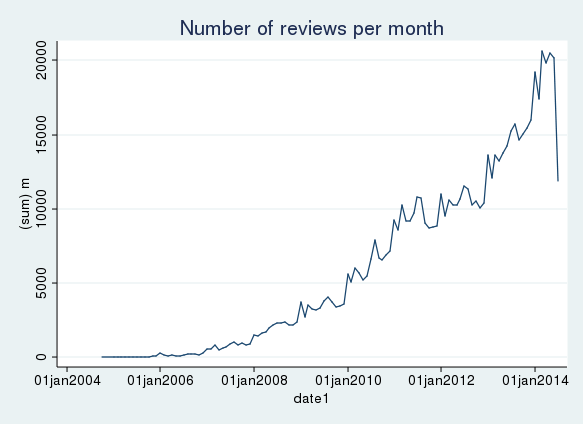 Number of reviews per month
(sum) m
20000
15000
10000
5000
0
01jan2004 01jan2006 01jan2008 01jan2010 01jan2012 01jan2014
date1